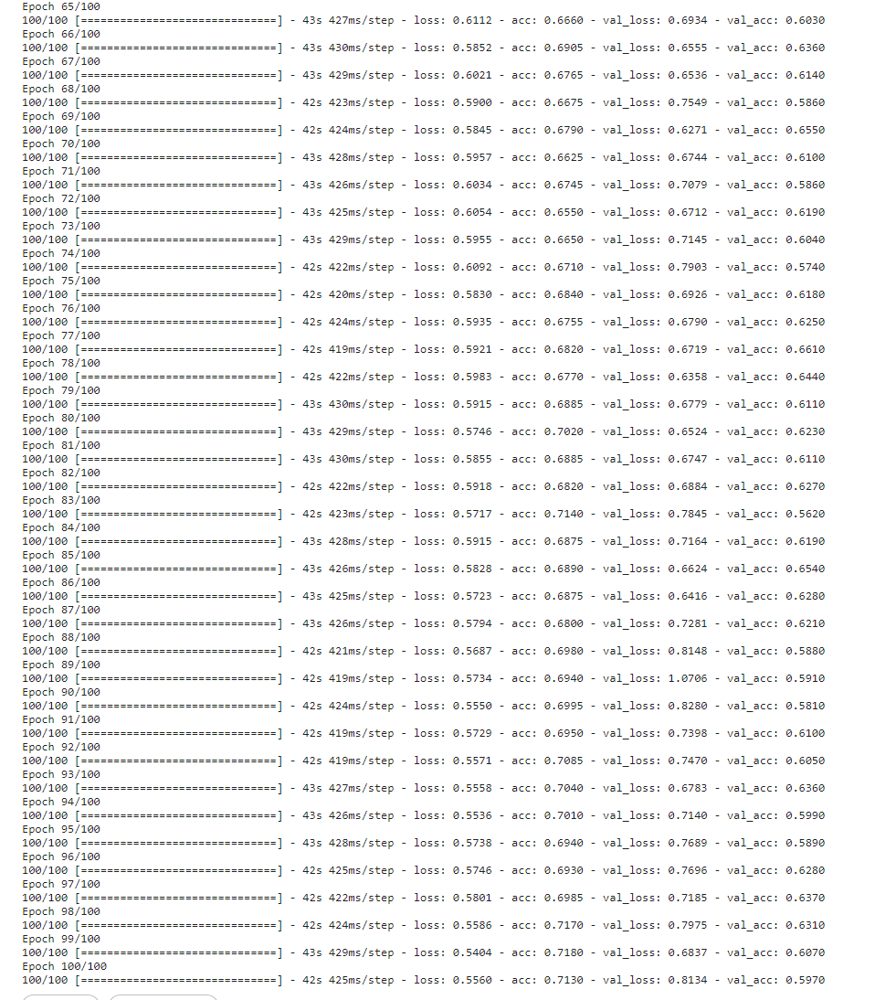 Epoch 65/100
100/100 [==============================] - 43s 427ms/step - loss: 0.6112 - acc: 0.6660 - val_loss: 0.6934 - val_acc: 0.6030
Epoch 66/100
100/100 [==============================] - 43s 430ms/step - loss: 0.5852 - acc: 0.6905 - val_loss: 0.6555 - val_acc: 0.6360
Epoch 67/100
100/100 [==============================] - 43s 429ms/step - loss: 0.6021 - acc: 0.6765 - val_loss: 0.6536 - val_acc: 0.6140
Epoch 68/100
100/100 [==============================] - 42s 423ms/step - loss: 0.5900 - acc: 0.6675 - val_loss: 0.7549 - val_acc: 0.5860
Epoch 69/100
100/100 [==============================] - 42s 424ms/step - loss: 0.5845 - acc: 0.6790 - val_loss: 0.6271 - val_acc: 0.6550
Epoch 70/100
100/100 [==============================] - 43s 428ms/step - loss: 0.5957 - acc: 0.6625 - val_loss: 0.6744 - val_acc: 0.6100
Epoch 71/100
100/100 [==============================] - 43s 426ms/step - loss: 0.6034 - acc: 0.6745 - val_loss: 0.7079 - val_acc: 0.5860
Epoch 72/100
100/100 [==============================] - 43s 425ms/step - loss: 0.6054 - acc: 0.6550 - val_loss: 0.6712 - val_acc: 0.6190
Epoch 73/100
100/100 [==============================] - 43s 429ms/step - loss: 0.5955 - acc: 0.6650 - val_loss: 0.7145 - val_acc: 0.6040
Epoch 74/100
100/100 [==============================] - 42s 422ms/step - loss: 0.6092 - acc: 0.6710 - val_loss: 0.7903 - val_acc: 0.5740
Epoch 75/100
100/100 [==============================] - 42s 420ms/step - loss: 0.5830 - acc: 0.6840 - val_loss: 0.6926 - val_acc: 0.6180
Epoch 76/100
100/100 [==============================] - 42s 424ms/step - loss: 0.5935 - acc: 0.6755 - val_loss: 0.6790 - val_acc: 0.6250
Epoch 77/100
100/100 [==============================] - 42s 419ms/step - loss: 0.5921 - acc: 0.6820 - val_loss: 0.6719 - val_acc: 0.6610
Epoch 78/100
100/100 [==============================] - 42s 422ms/step - loss: 0.5983 - acc: 0.6770 - val_loss: 0.6358 - val_acc: 0.6440
Epoch 79/100
100/100 [==============================] - 43s 430ms/step - loss: 0.5915 - acc: 0.6885 - val_loss: 0.6779 - val_acc: 0.6110
Epoch 80/100
100/100 [==============================] - 43s 429ms/step - loss: 0.5746 - acc: 0.7020 - val_loss: 0.6524 - val_acc: 0.6230
Epoch 81/100
100/100 [==============================] - 43s 430ms/step - loss: 0.5855 - acc: 0.6885 - val_loss: 0.6747 - val_acc: 0.6110
Epoch 82/100
100/100 [==============================] - 42s 422ms/step - loss: 0.5918 - acc: 0.6820 - val_loss: 0.6884 - val_acc: 0.6270
Epoch 83/100
100/100 [==============================] - 42s 423ms/step - loss: 0.5717 - acc: 0.7140 - val_loss: 0.7845 - val_acc: 0.5620
Epoch 84/100
100/100 [==============================] - 43s 428ms/step - loss: 0.5915 - acc: 0.6875 - val_loss: 0.7164 - val_acc: 0.6190
Epoch 85/100
100/100 [==============================] - 43s 426ms/step - loss: 0.5828 - acc: 0.6890 - val_loss: 0.6624 - val_acc: 0.6540
Epoch 86/100
100/100 [==============================] - 43s 425ms/step - loss: 0.5723 - acc: 0.6875 - val_loss: 0.6416 - val_acc: 0.6280
Epoch 87/100
100/100 [==============================] - 43s 426ms/step - loss: 0.5794 - acc: 0.6800 - val_loss: 0.7281 - val_acc: 0.6210
Epoch 88/100
100/100 [==============================] - 42s 421ms/step - loss: 0.5687 - acc: 0.6980 - val_loss: 0.8148 - val_acc: 0.5880
Epoch 89/100
100/100 [==============================] - 42s 419ms/step - loss: 0.5734 - acc: 0.6940 - val_loss: 1.0706 - val_acc: 0.5910
Epoch 90/100
100/100 [==============================] - 42s 424ms/step - loss: 0.5550 - acc: 0.6995 - val_loss: 0.8280 - val_acc: 0.5810
Epoch 91/100
100/100 [==============================] - 42s 419ms/step - loss: 0.5729 - acc: 0.6950 - val_loss: 0.7398 - val_acc: 0.6100
Epoch 92/100
100/100 [==============================] - 42s 419ms/step - loss: 0.5571 - acc: 0.7085 - val_loss: 0.7470 - val_acc: 0.6050
Epoch 93/100
100/100 [==============================] - 43s 427ms/step - loss: 0.5558 - acc: 0.7040 - val_loss: 0.6783 - val_acc: 0.6360
Epoch 94/100
100/100 [==============================] - 43s 426ms/step - loss: 0.5536 - acc: 0.7010 - val_loss: 0.7140 - val_acc: 0.5990
Epoch 95/100
100/100 [==============================] - 43s 428ms/step - loss: 0.5738 - acc: 0.6940 - val_loss: 0.7689 - val_acc: 0.5890
Epoch 96/100
100/100 [==============================] - 42s 425ms/step - loss: 0.5746 - acc: 0.6930 - val_loss: 0.7696 - val_acc: 0.6280
Epoch 97/100
100/100 [==============================] - 42s 422ms/step - loss: 0.5801 - acc: 0.6985 - val_loss: 0.7185 - val_acc: 0.6370
Epoch 98/100
100/100 [==============================] - 42s 424ms/step - loss: 0.5586 - acc: 0.7170 - val_loss: 0.7975 - val_acc: 0.6310
Epoch 99/100
100/100 [==============================] - 43s 429ms/step - loss: 0.5404 - acc: 0.7180 - val_loss: 0.6837 - val_acc: 0.6070
Epoch 100/100
100/100 [==============================] - 42s 425ms/step - loss: 0.5560 - acc: 0.7130 - val_loss: 0.8134 - val_acc: 0.5970